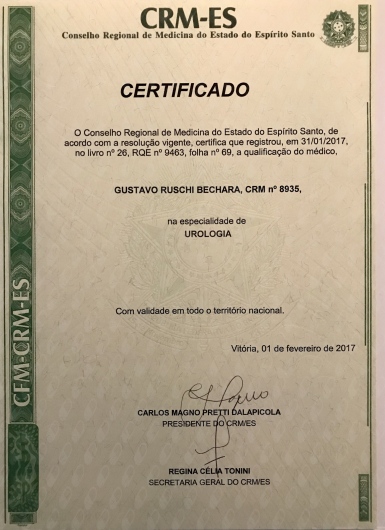 CRM-ES
Conselho Regional de Medicina do Estado do Espírito Santo
CERTIFICADO
O Conselho Regional de Medicina do Estado do Espírito Santo, de
acordo com a resolução vigente, certifica que registrou, em 31/01/2017,
no livro nº 26, RQE nº 9463, folha nº 69, a qualificação do médico,
GUSTAVO RUSCHI BECHARA, CRM nº 8935,
na especialidade de
UROLOGIA
Com validade em todo o território nacional.
Vitória, 01 de fevereiro de 2017
CARLOS MAGNO PRETTI DALAPICOLA
PRESIDENTE DO CRM/ES
REGINA CÉLIA TONINI
SECRETARIA GERAL DO CRM/ES
CFM-CRM-ES